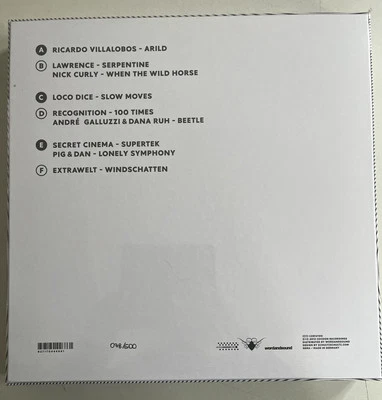 A RICARDO VILLALOBOS – ARILD
B LAWRENCE – SERPENTINE
NICK CURLY – WHEN THE WILD HORSE
C LOCO DICE – SLOW MOVES
D RECOGNITION – 100 TIMES
ANDRÉ GALLUZZI & DANA RUH – BEETLE
E SECRET CINEMA – SUPERTEK
PIG & DAN – LONELY SYMPHONY
F EXTRAWELT – WINDSCHATTEN
wordandsound